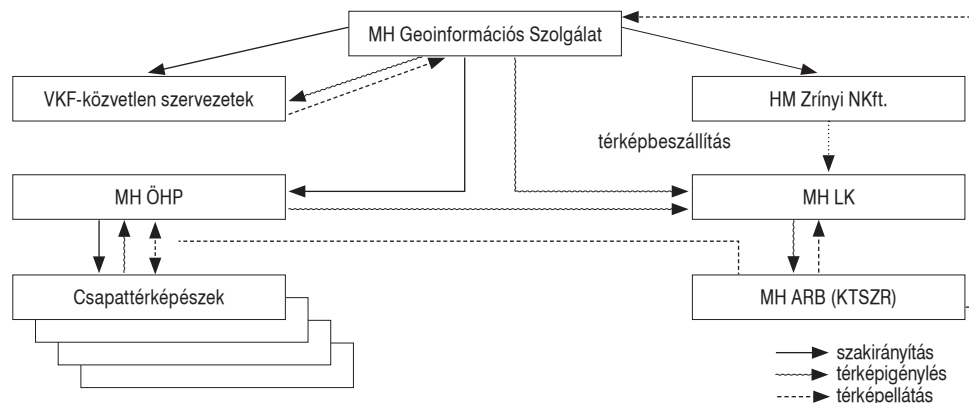 MH Geoinformációs Szolgálat
VKF-közvetlen szervezetek
HM Zrínyi NKft.
térképbeszállítás
MH ÖHP
MH LK
Csapattérképészek
MH ARB (KTSZR)
szakirányítás
térképigénylés
térképellátás